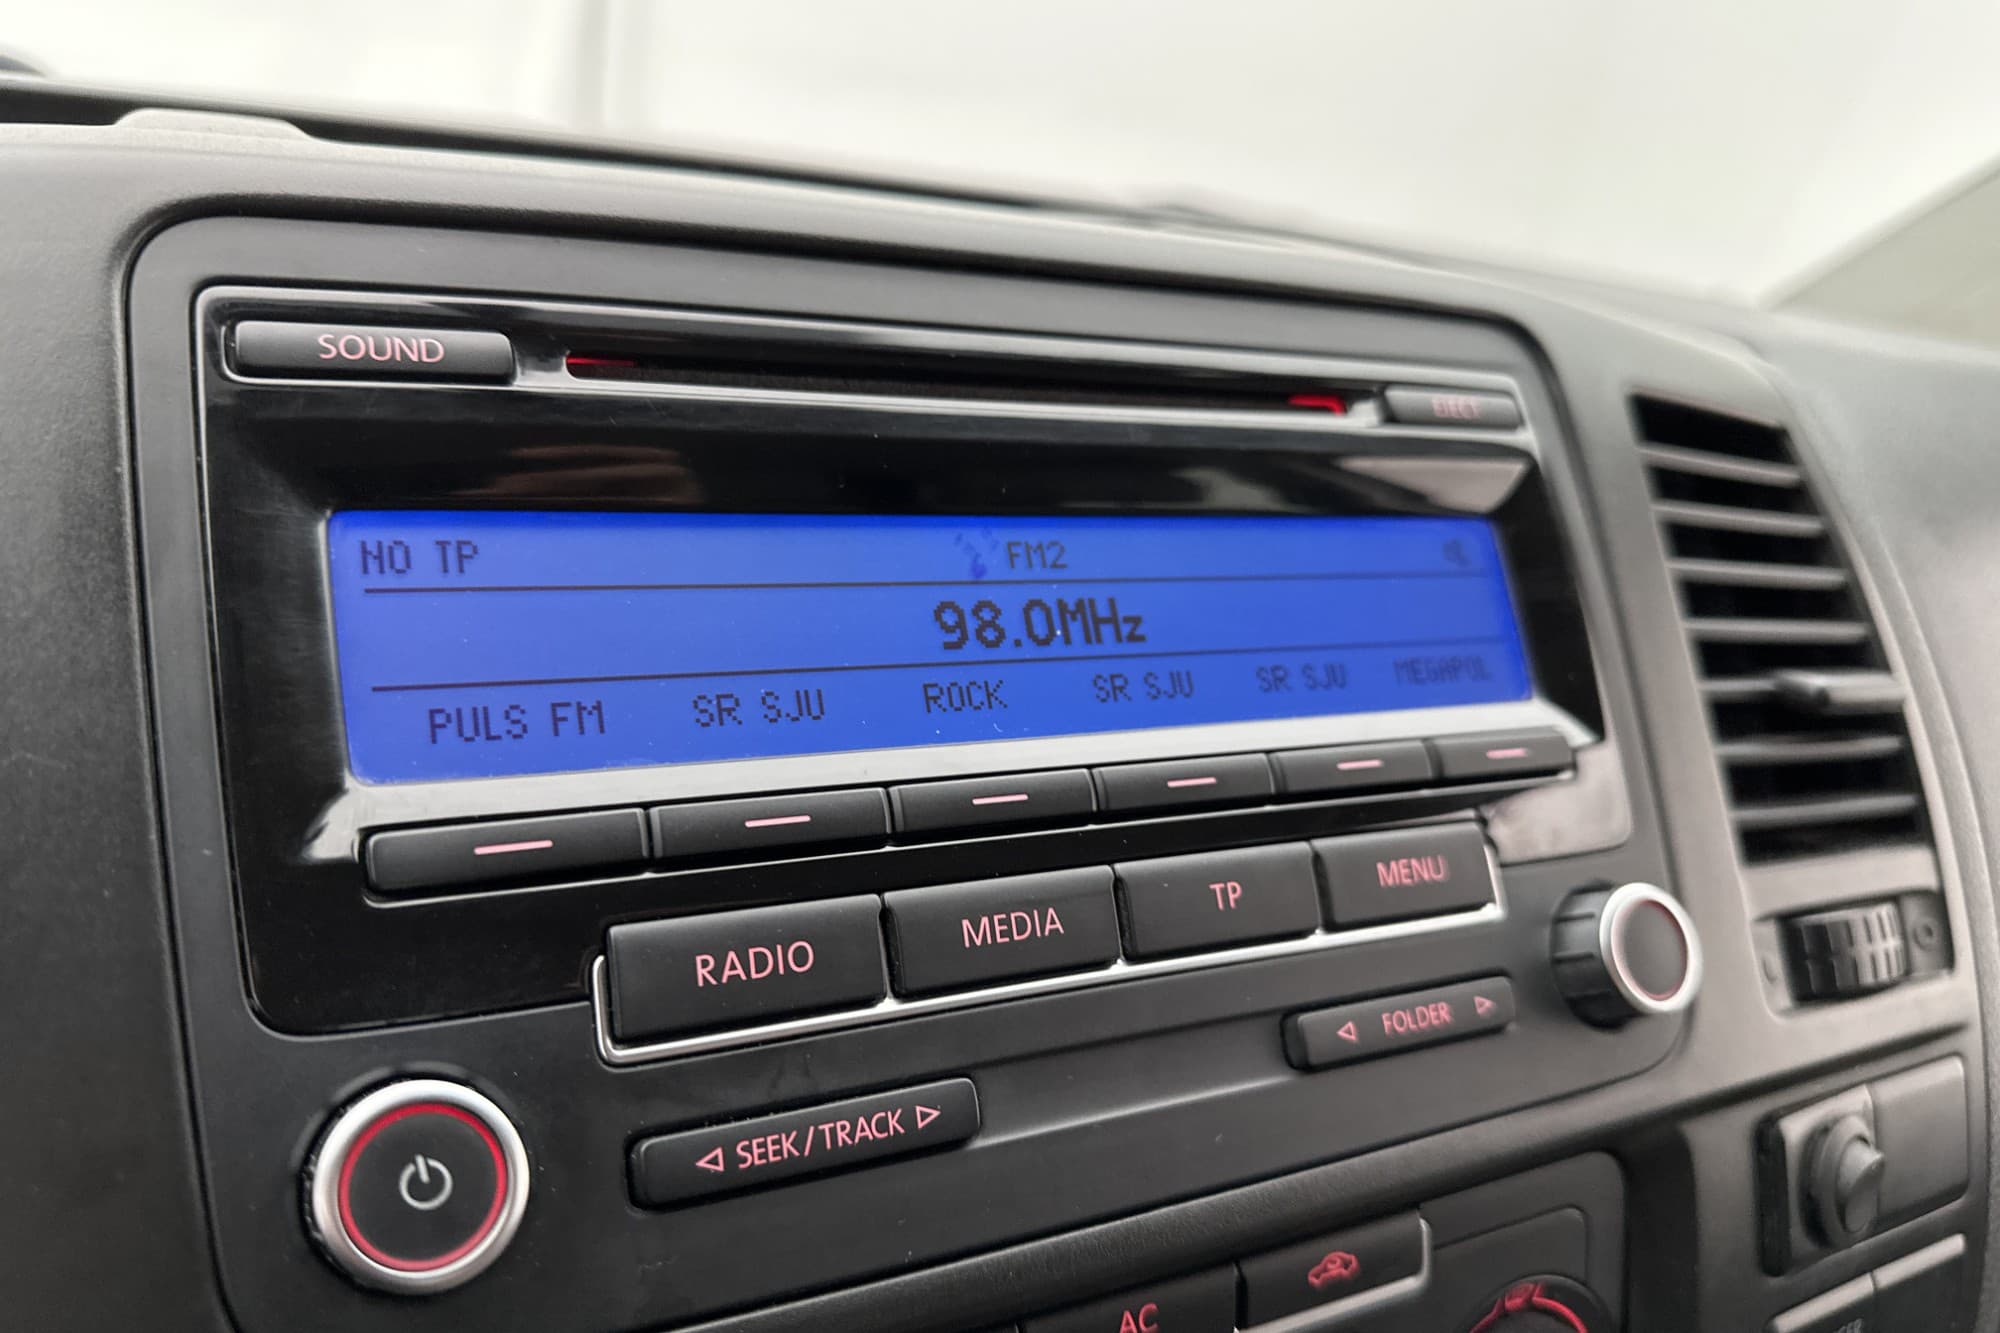 SOUND
EJECT
NO TP FM2
98.0MHz
PULS FM SR SJU ROCK SR SJU SR SJU MEGAPOL
RADIO MEDIA TP MENU
FOLDER
SEEK/TRACK
AC